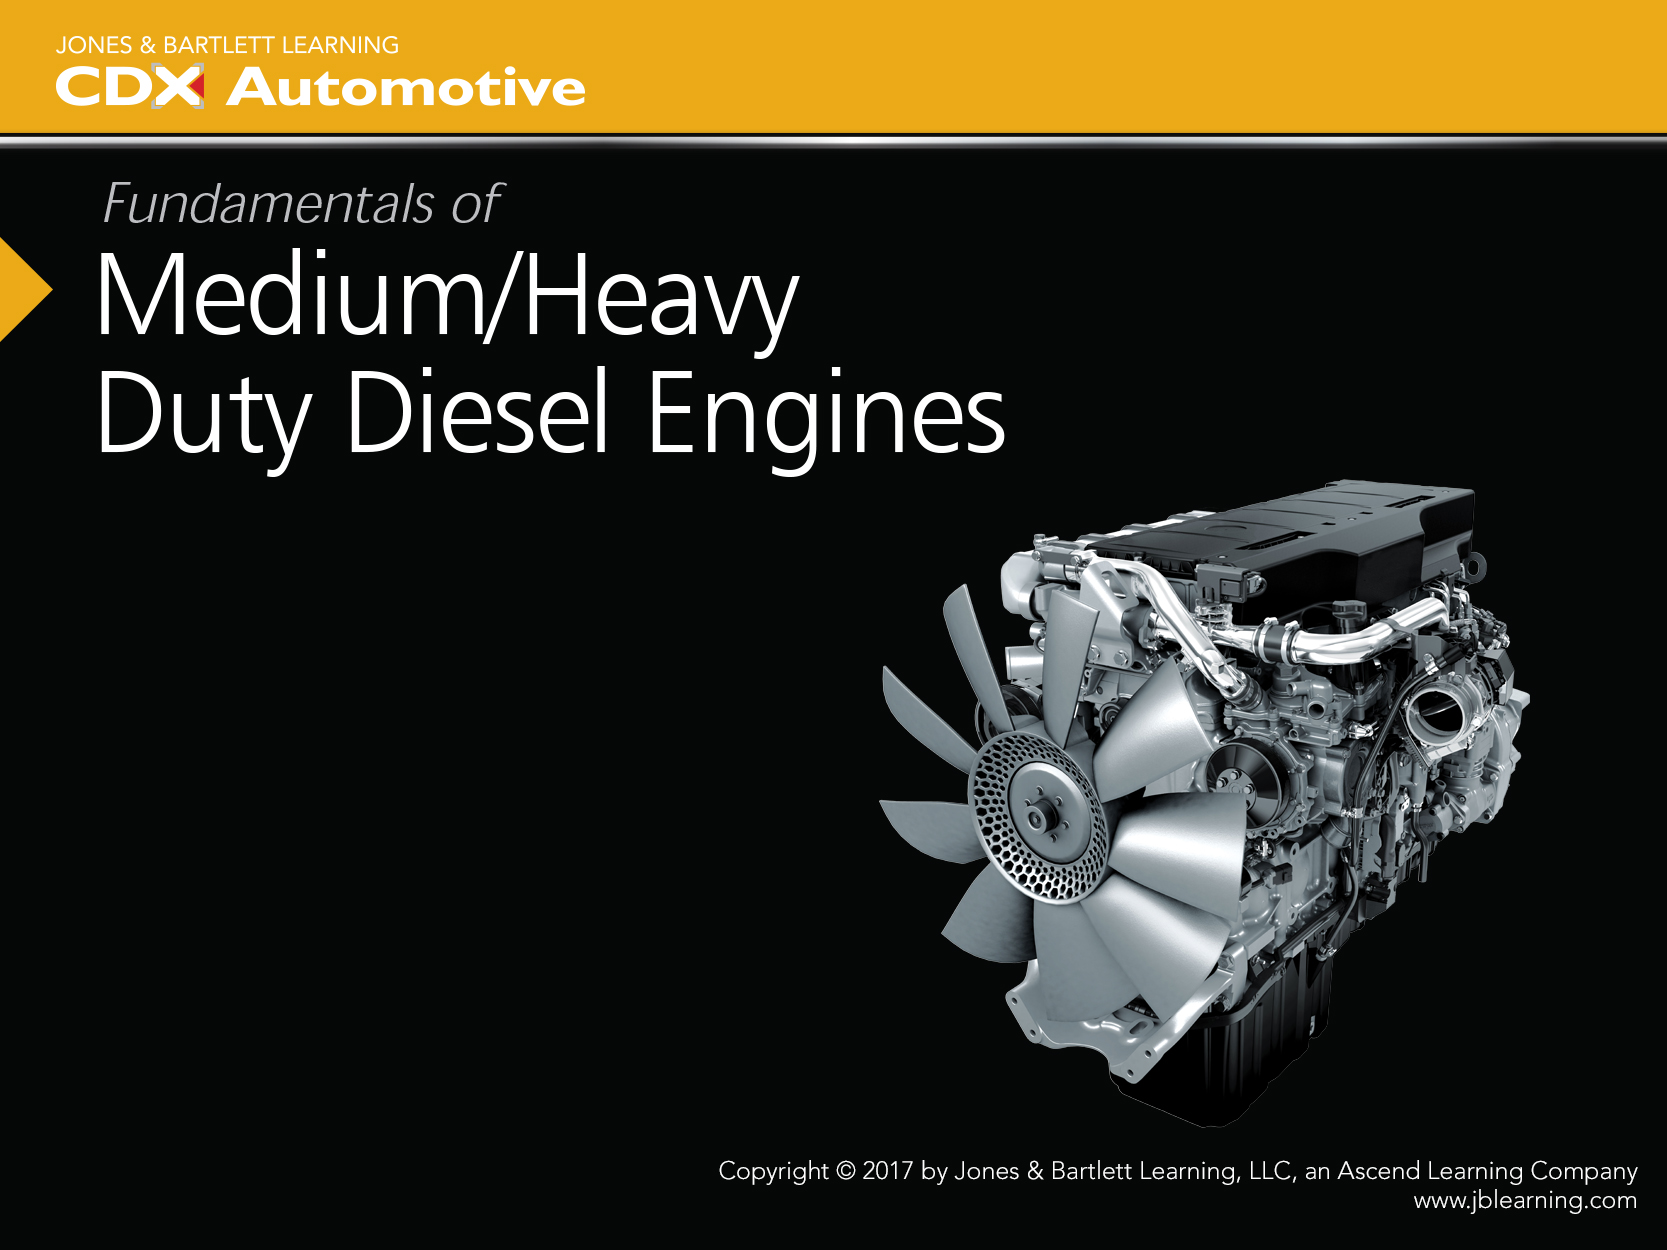 JONES & BARTLETT LEARNING
CDX Automotive
Fundamentals of
Medium/Heavy
Duty Diesel Engines
Copyright © 2017 by Jones & Bartlett Learning, LLC, an Ascend Learning Company
www.jblearning.com